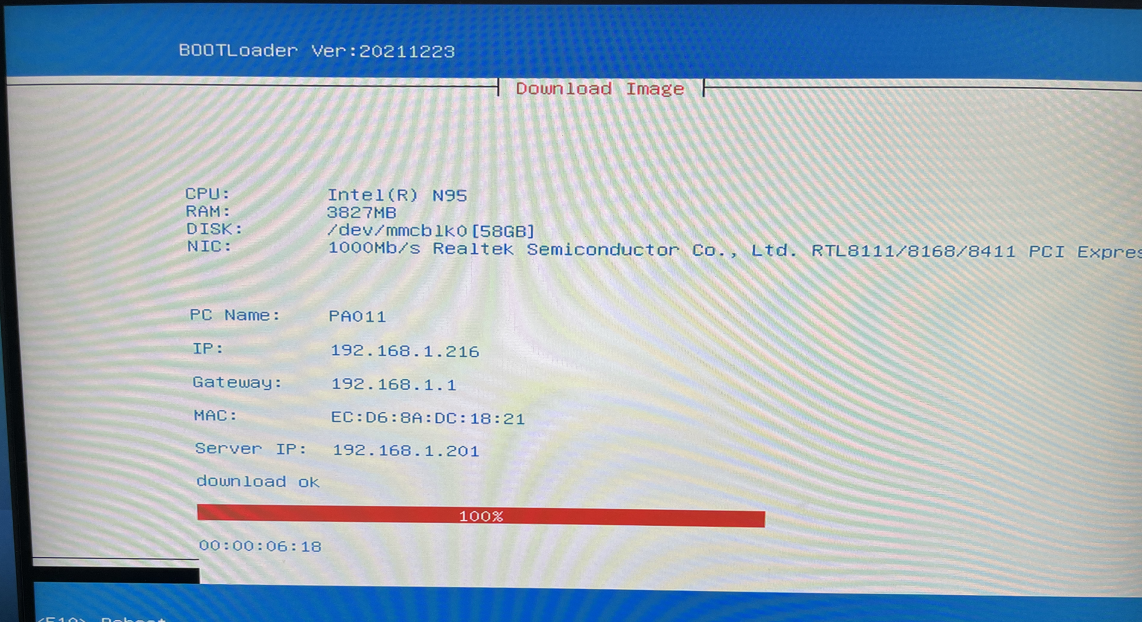 BOOTLoader Ver:20211223
Download Image
CPU: Intel(R) N95
RAM: 3827MB
DISK: /dev/mmcblk0[58GB]
NIC: 1000Mb/s Realtek Semiconductor Co., Ltd. RTL8111/8168/8411 PCI Expres
PC Name: PA011
IP: 192.168.1.216
Gateway: 192.168.1.1
MAC: EC:D6:8A:DC:18:21
Server IP: 192.168.1.201
download ok
100%
00:00:06:18
<F10> Reboot